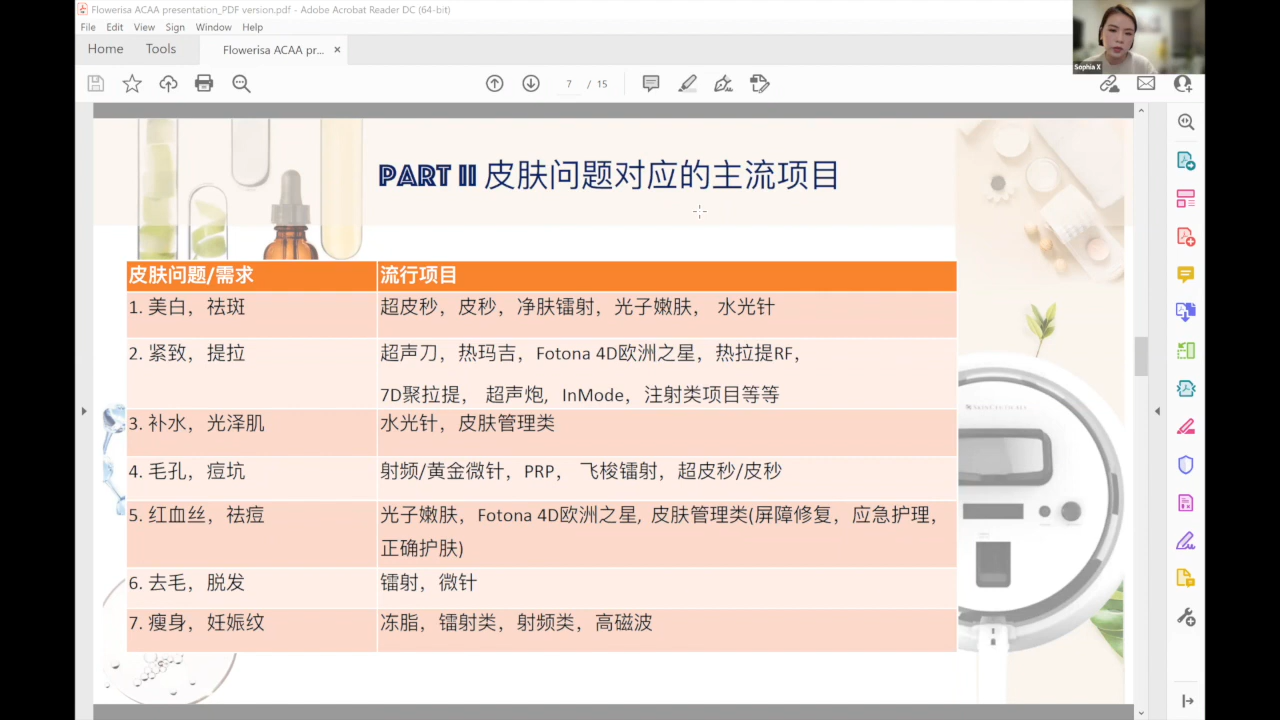 Flowerisa ACAA presentation_PDF version.pdf - Adobe Acrobat Reader DC (64-bit)
File Edit View Sign Window Help
Home Tools Flowerisa ACAA pr... ×
7 / 15
Sophia X
PART II 皮肤问题对应的主流项目
皮肤问题/需求 流行项目
1. 美白，祛斑 超皮秒，皮秒，净肤镭射，光子嫩肤， 水光针
2. 紧致，提拉 超声刀，热玛吉，Fotona 4D欧洲之星，热拉提RF，
7D聚拉提， 超声炮, InMode，注射类项目等等
3. 补水，光泽肌 水光针，皮肤管理类
4. 毛孔，痘坑 射频/黄金微针，PRP， 飞梭镭射，超皮秒/皮秒
5. 红血丝，祛痘 光子嫩肤，Fotona 4D欧洲之星, 皮肤管理类(屏障修复，应急护理，
正确护肤)
6. 去毛，脱发 镭射，微针
7. 瘦身，妊娠纹 冻脂，镭射类，射频类，高磁波
SKINCEUTICALS